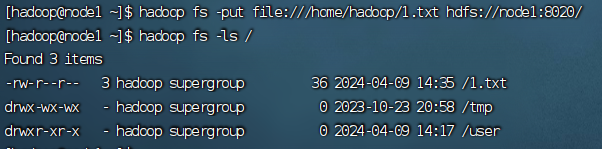 [hadoop@node1 ~]$ hadoop fs -put file:///home/hadoop/1.txt hdfs://node1:8020/
[hadoop@node1 ~]$ hadoop fs -ls /
Found 3 items
-rw-r--r--   3 hadoop supergroup         36 2024-04-09 14:35 /1.txt
drwx-wx-wx   - hadoop supergroup          0 2023-10-23 20:58 /tmp
drwxr-xr-x   - hadoop supergroup          0 2024-04-09 14:17 /user